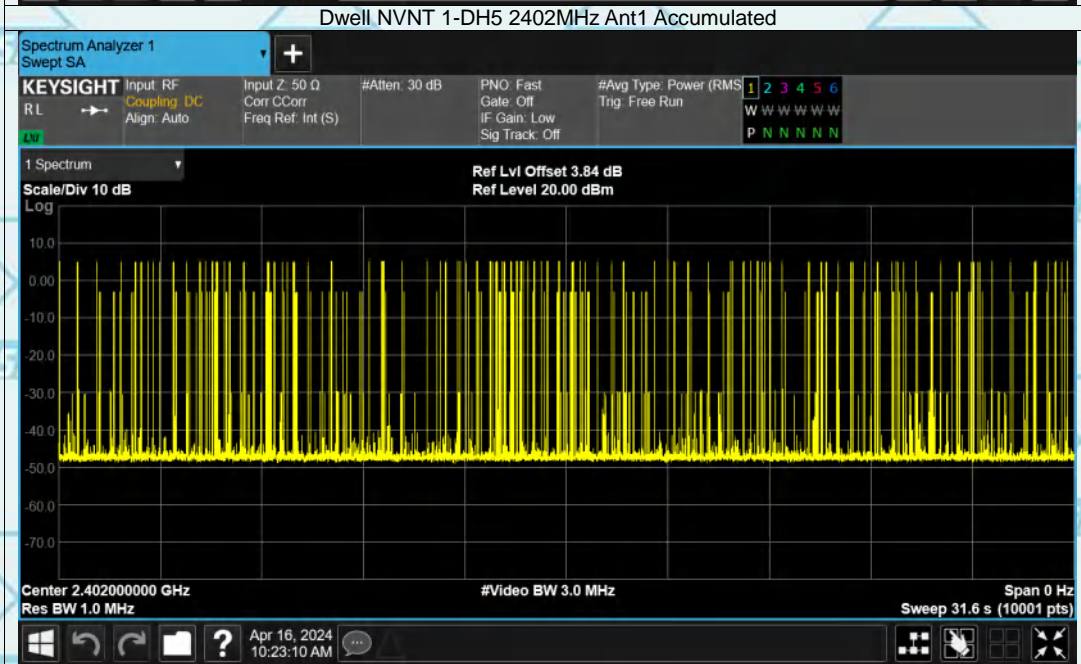 Dwell NVNT 1-DH5 2402MHz Ant1 Accumulated
Spectrum Analyzer 1
Swept SA
+
KEYSIGHT
RL
Input: RF
Coupling: DC
Align: Auto
Input Z: 50 Ω
Corr CCorr
Freq Ref: Int (S)
#Atten: 30 dB
PNO: Fast
Gate: Off
IF Gain: Low
Sig Track: Off
#Avg Type: Power (RMS
Trig: Free Run
1 2 3 4 5 6
W W W W W W
P N N N N N
1 Spectrum
Scale/Div 10 dB
Ref Lvl Offset 3.84 dB
Ref Level 20.00 dBm
Log
10.0
0.00
-10.0
-20.0
-30.0
-40.0
-50.0
-60.0
-70.0
Center 2.402000000 GHz
#Video BW 3.0 MHz
Span 0 Hz
Res BW 1.0 MHz
Sweep 31.6 s (10001 pts)
?
Apr 16, 2024
10:23:10 AM